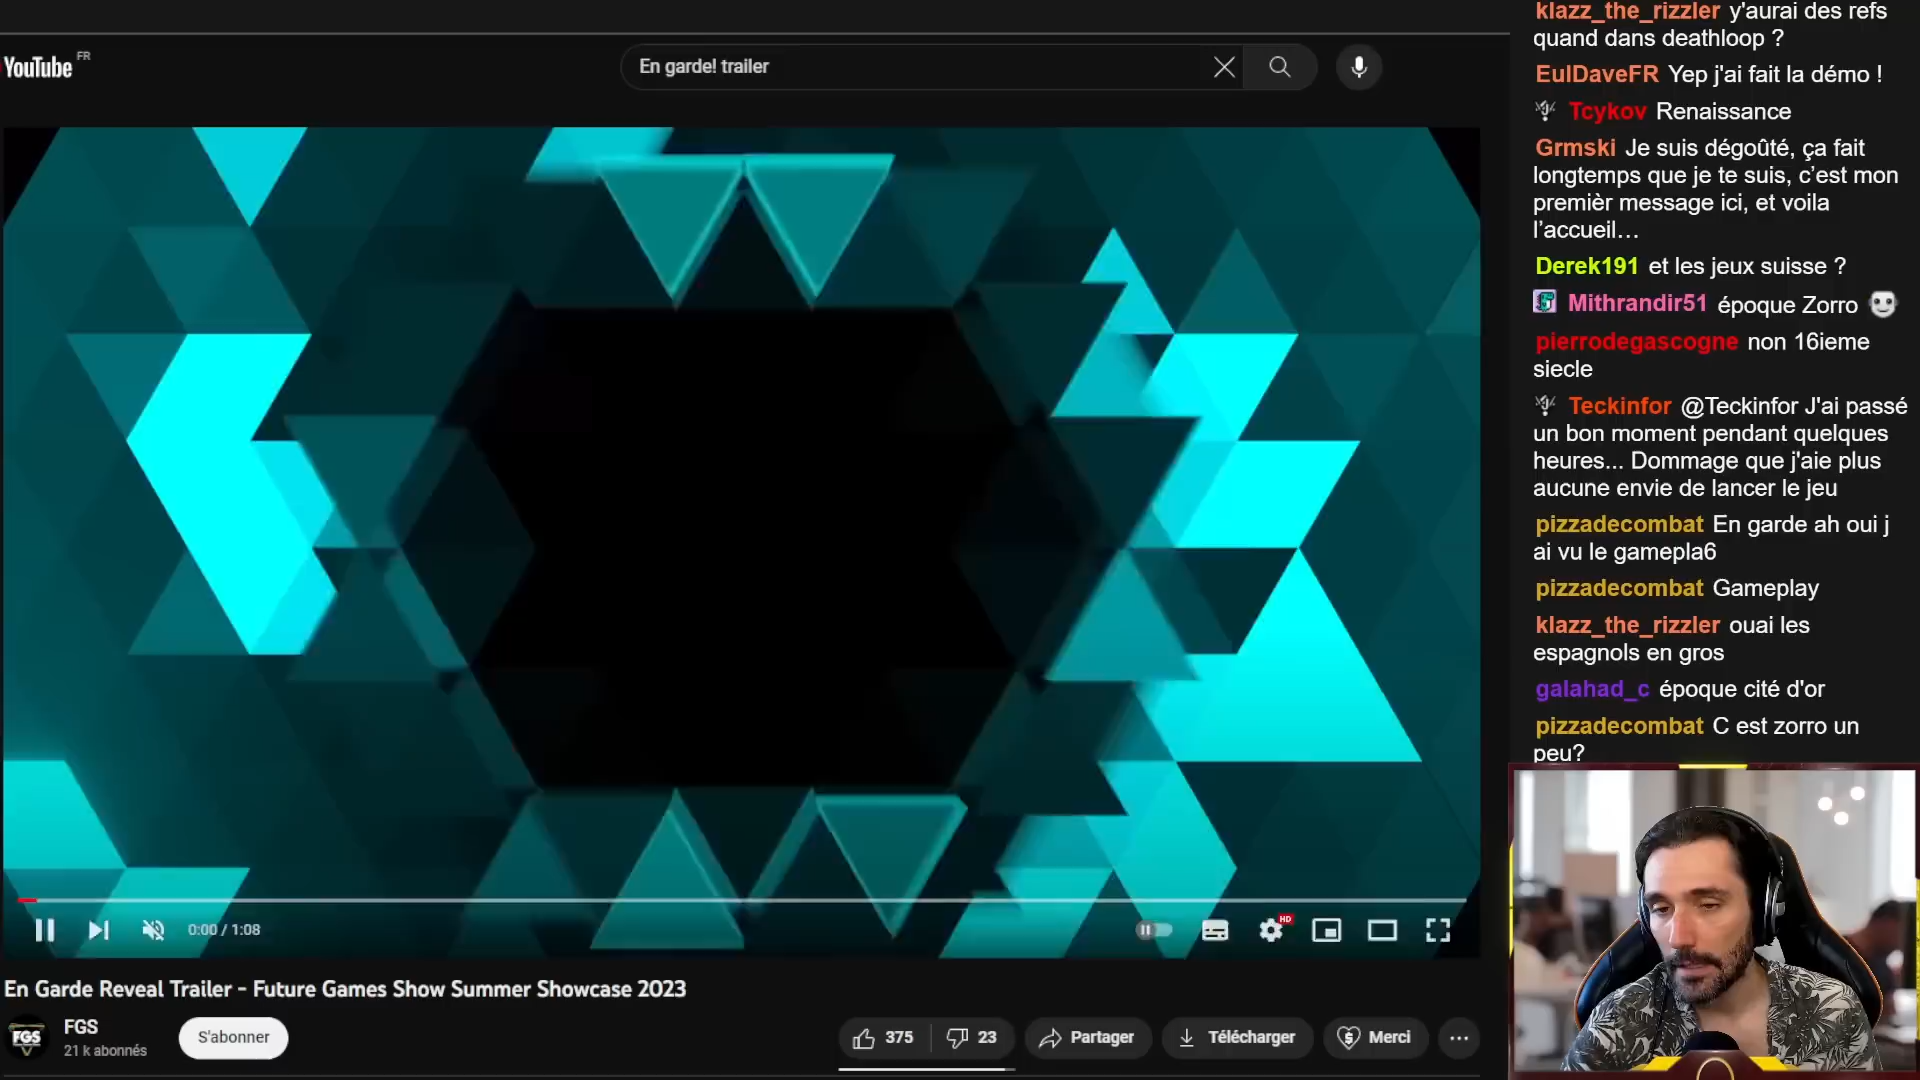 YouTube FR
En garde! trailer
0:00 / 1:08
HD
En Garde Reveal Trailer - Future Games Show Summer Showcase 2023
FGS
FGS
21 k abonnés
S'abonner
375
23
Partager
Télécharger
Merci
klazz_the_rizzler y'aurai des refs
quand dans deathloop ?
EulDaveFR Yep j'ai fait la démo !
Tcykov Renaissance
Grmski Je suis dégoûté, ça fait
longtemps que je te suis, c’est mon
premièr message ici, et voila
l’accueil…
Derek191 et les jeux suisse ?
Mithrandir51 époque Zorro
pierrodegascogne non 16ieme
siecle
Teckinfor @Teckinfor J'ai passé
un bon moment pendant quelques
heures... Dommage que j'aie plus
aucune envie de lancer le jeu
pizzadecombat En garde ah oui j
ai vu le gamepla6
pizzadecombat Gameplay
klazz_the_rizzler ouai les
espagnols en gros
galahad_c époque cité d'or
pizzadecombat C est zorro un
peu?